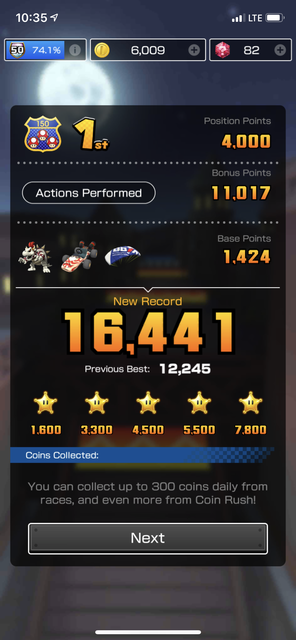 10:35 LTE
50 74.1% i 6,009 + 82 +
150 1st Position Points
4,000
Bonus Points
Actions Performed 11,017
Base Points
1,424
New Record
16,441
Previous Best: 12,245
1.600 3.300 4.500 5.500 7.800
Coins Collected:
You can collect up to 300 coins daily from
races, and even more from Coin Rush!
Next